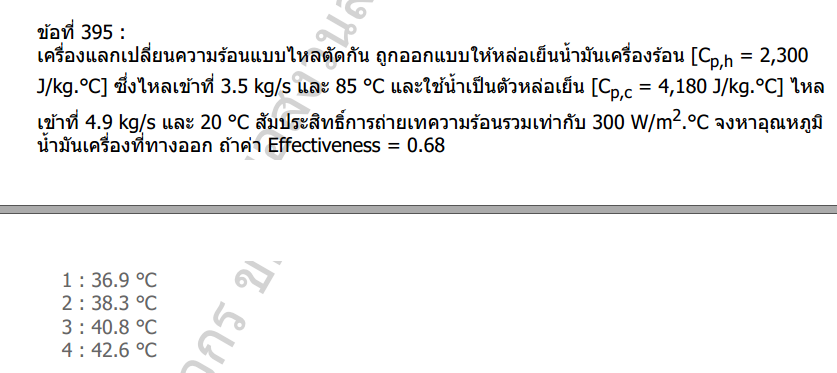 ข้อที่ 395 :
เครื่องแลกเปลี่ยนความร้อนแบบไหลตัดกัน ถูกออกแบบให้หล่อเย็นน้ำมันเครื่องร้อน [Cp,h = 2,300
J/kg.°C] ซึ่งไหลเข้าที่ 3.5 kg/s และ 85 °C และใช้น้ำเป็นตัวหล่อเย็น [Cp,c = 4,180 J/kg.°C] ไหล
เข้าที่ 4.9 kg/s และ 20 °C สัมประสิทธิ์การถ่ายเทความร้อนรวมเท่ากับ 300 W/m2.°C จงหาอุณหภูมิ
น้ำมันเครื่องที่ทางออก ถ้าค่า Effectiveness = 0.68
1 : 36.9 °C
2 : 38.3 °C
3 : 40.8 °C
4 : 42.6 °C